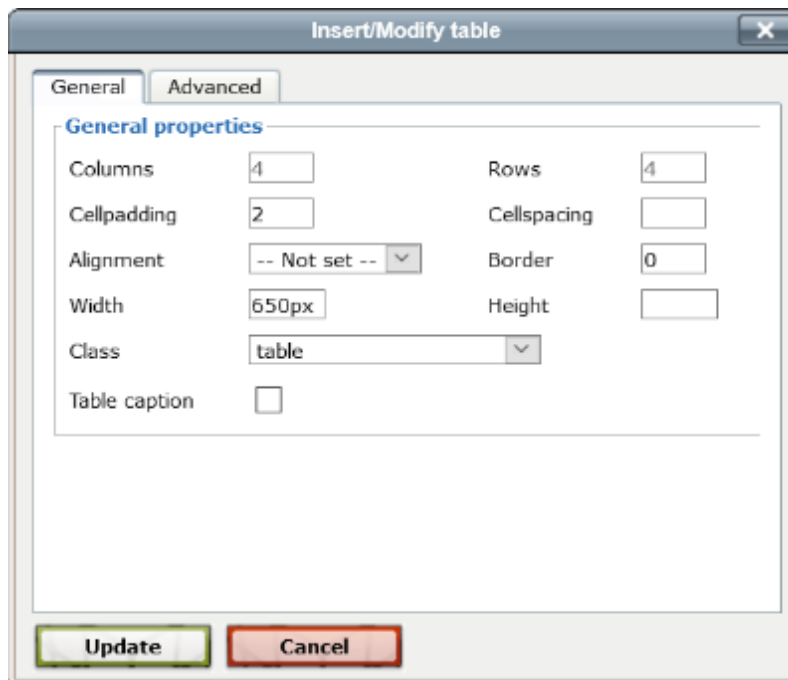 Insert/Modify table
General Advanced
General properties
Columns 4 Rows 4
Cellpadding 2 Cellspacing
Alignment -- Not set -- Border 0
Width 650px Height
Class table
Table caption
Update Cancel